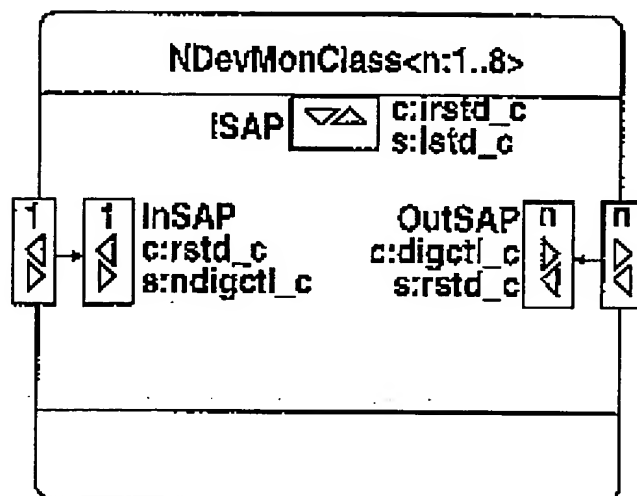 NDevMonClass<n:1..8>
ISAP c:irstd_c
s:istd_c
1 1 InSAP OutSAP n n
c:rstd_c c:digctl_c
s:ndigctl_c s:rstd_c